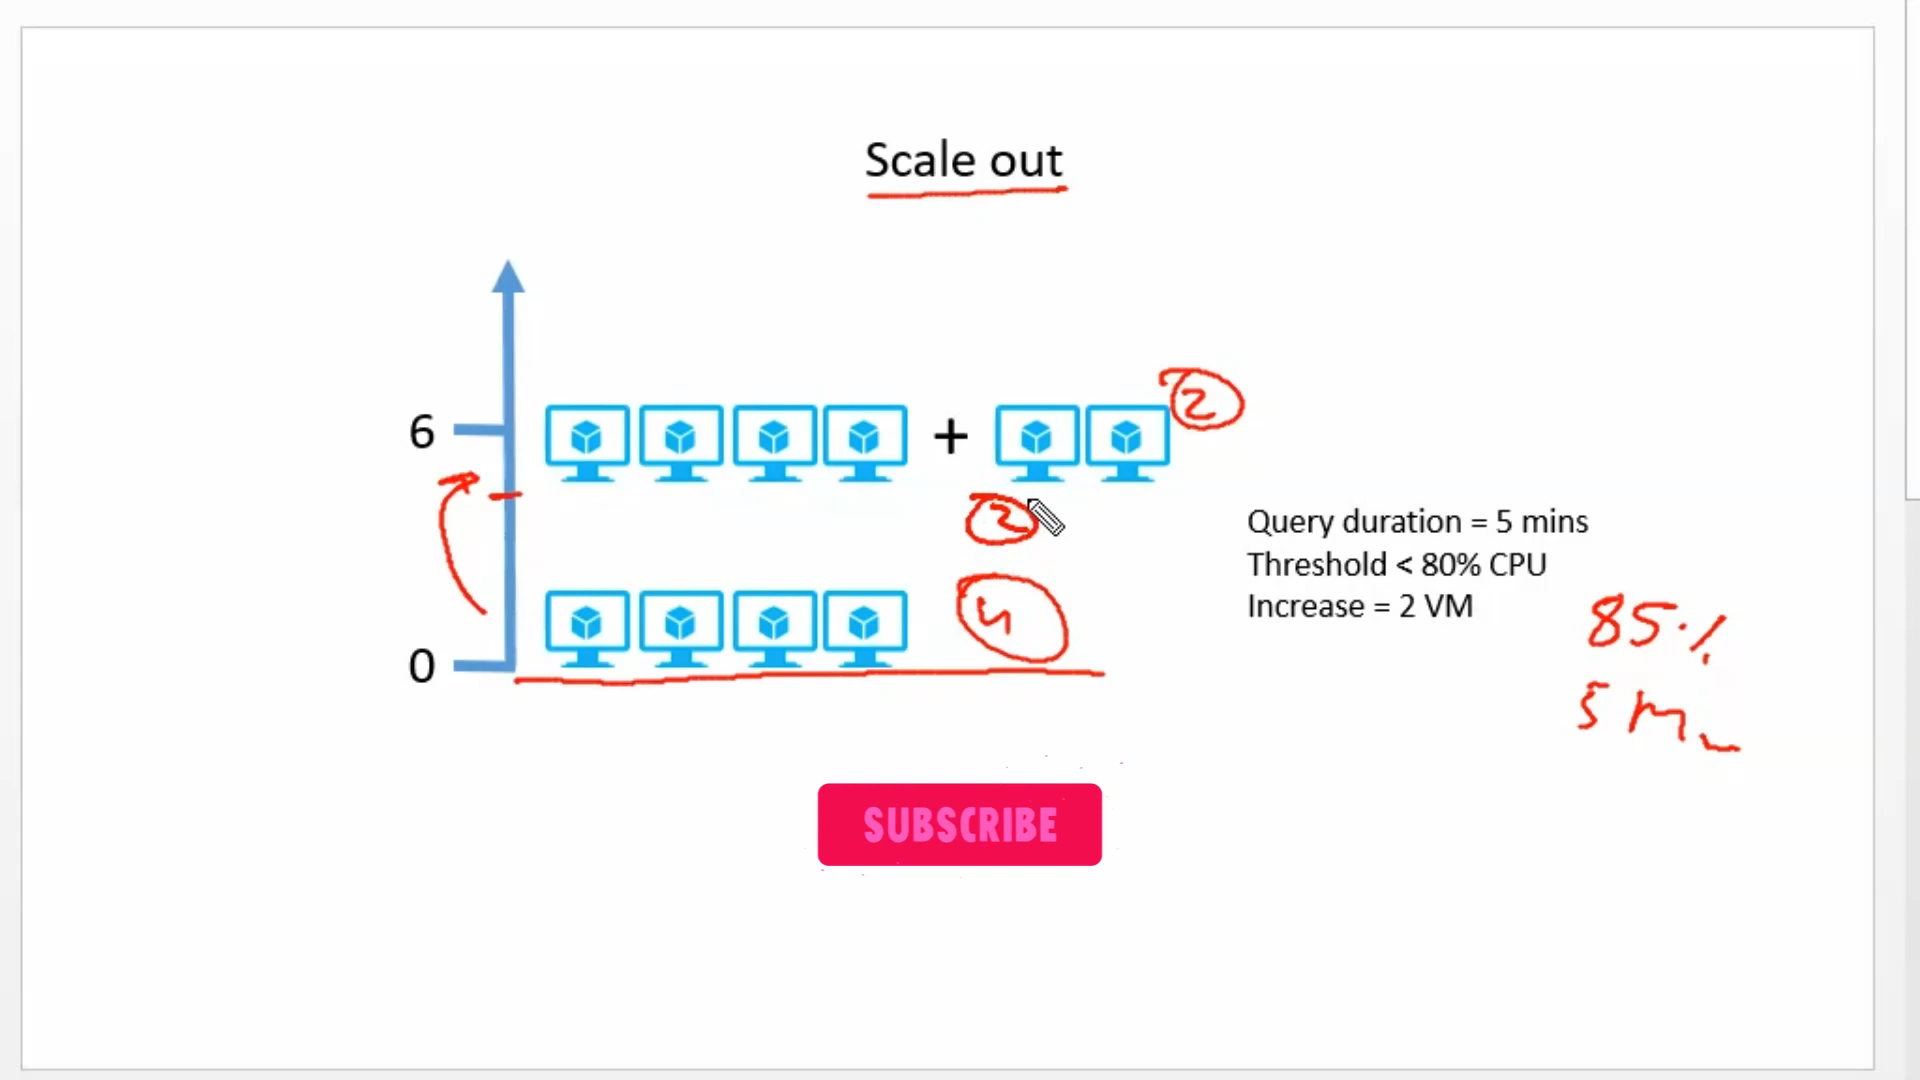 Scale out
6
+
2
2
Query duration = 5 mins
Threshold < 80% CPU
Increase = 2 VM
4
85%
0
5 M
SUBSCRIBE